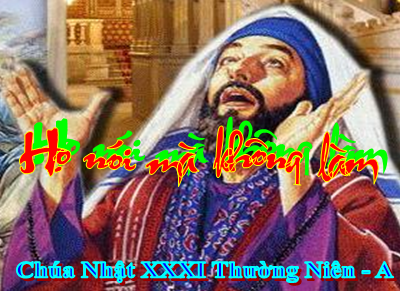 Họ nói mà không làm
Chúa Nhật XXXI Thường Niên - A